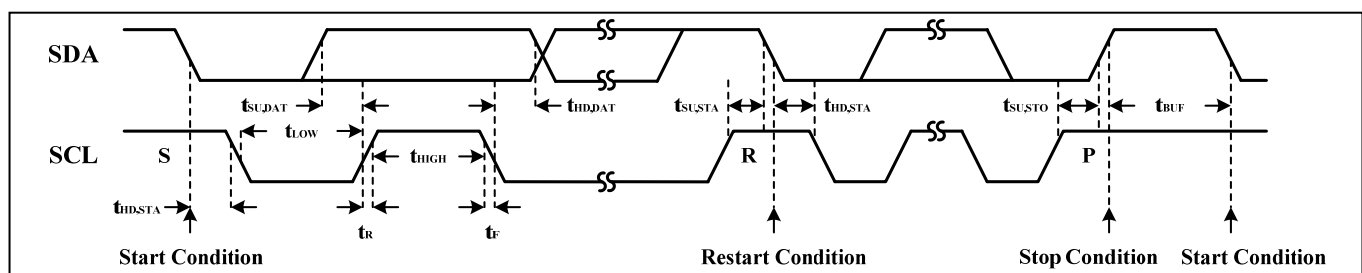 SDA
tSU,DAT tHD,DAT tSU,STA tHD,STA tSU,STO tBUF
tLOW
SCL S tHIGH R P
tHD,STA
tR tF
Start Condition Restart Condition Stop Condition Start Condition